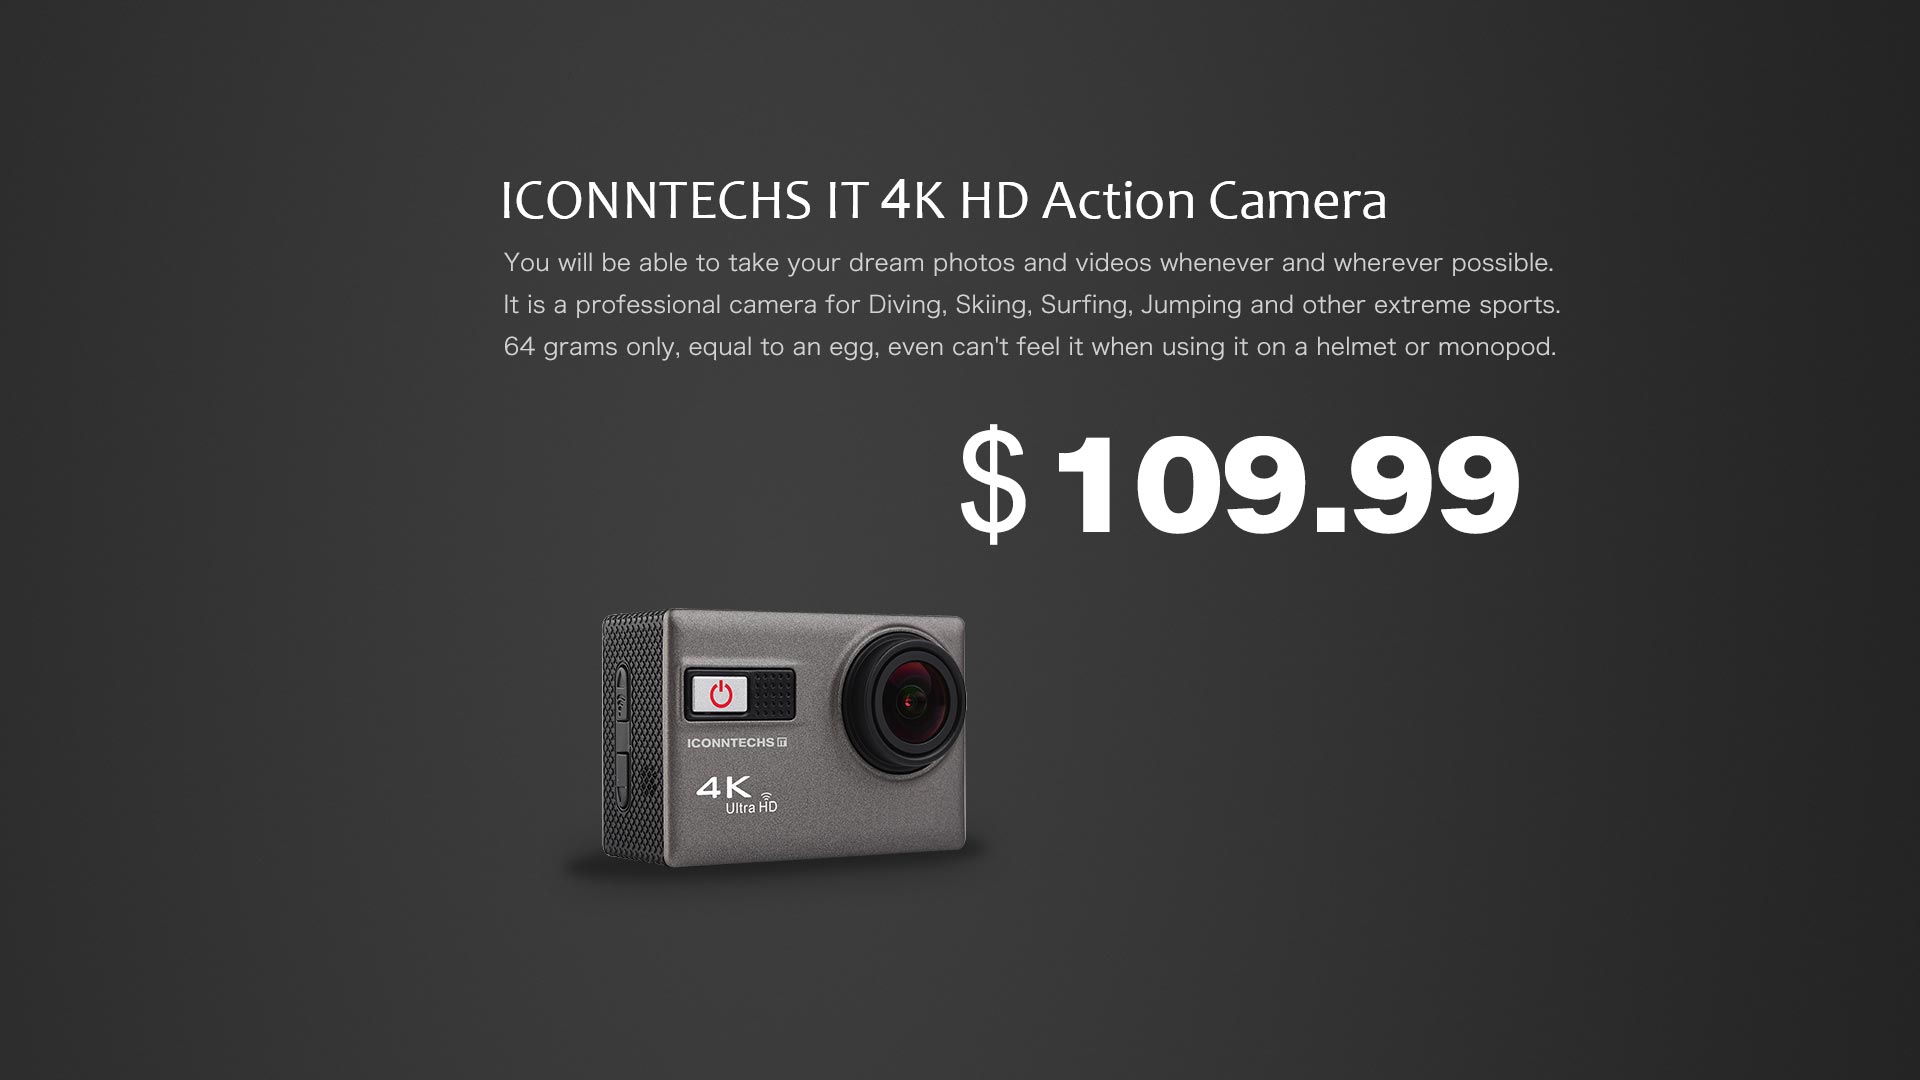 ICONNTECHS IT 4K HD Action Camera
You will be able to take your dream photos and videos whenever and wherever possible.
It is a professional camera for Diving, Skiing, Surfing, Jumping and other extreme sports.
64 grams only, equal to an egg, even can't feel it when using it on a helmet or monopod.
$ 109.99
ICONNTECHS IT
4K
Ultra HD